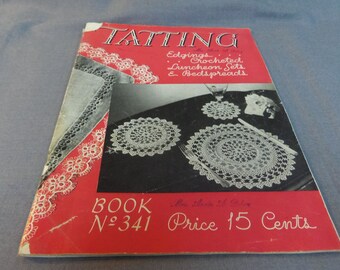 TATTING
Edgings . . .
. . Crocheted
Luncheon Sets
& Bedspreads
BOOK
Nº 341
Price 15 Cents